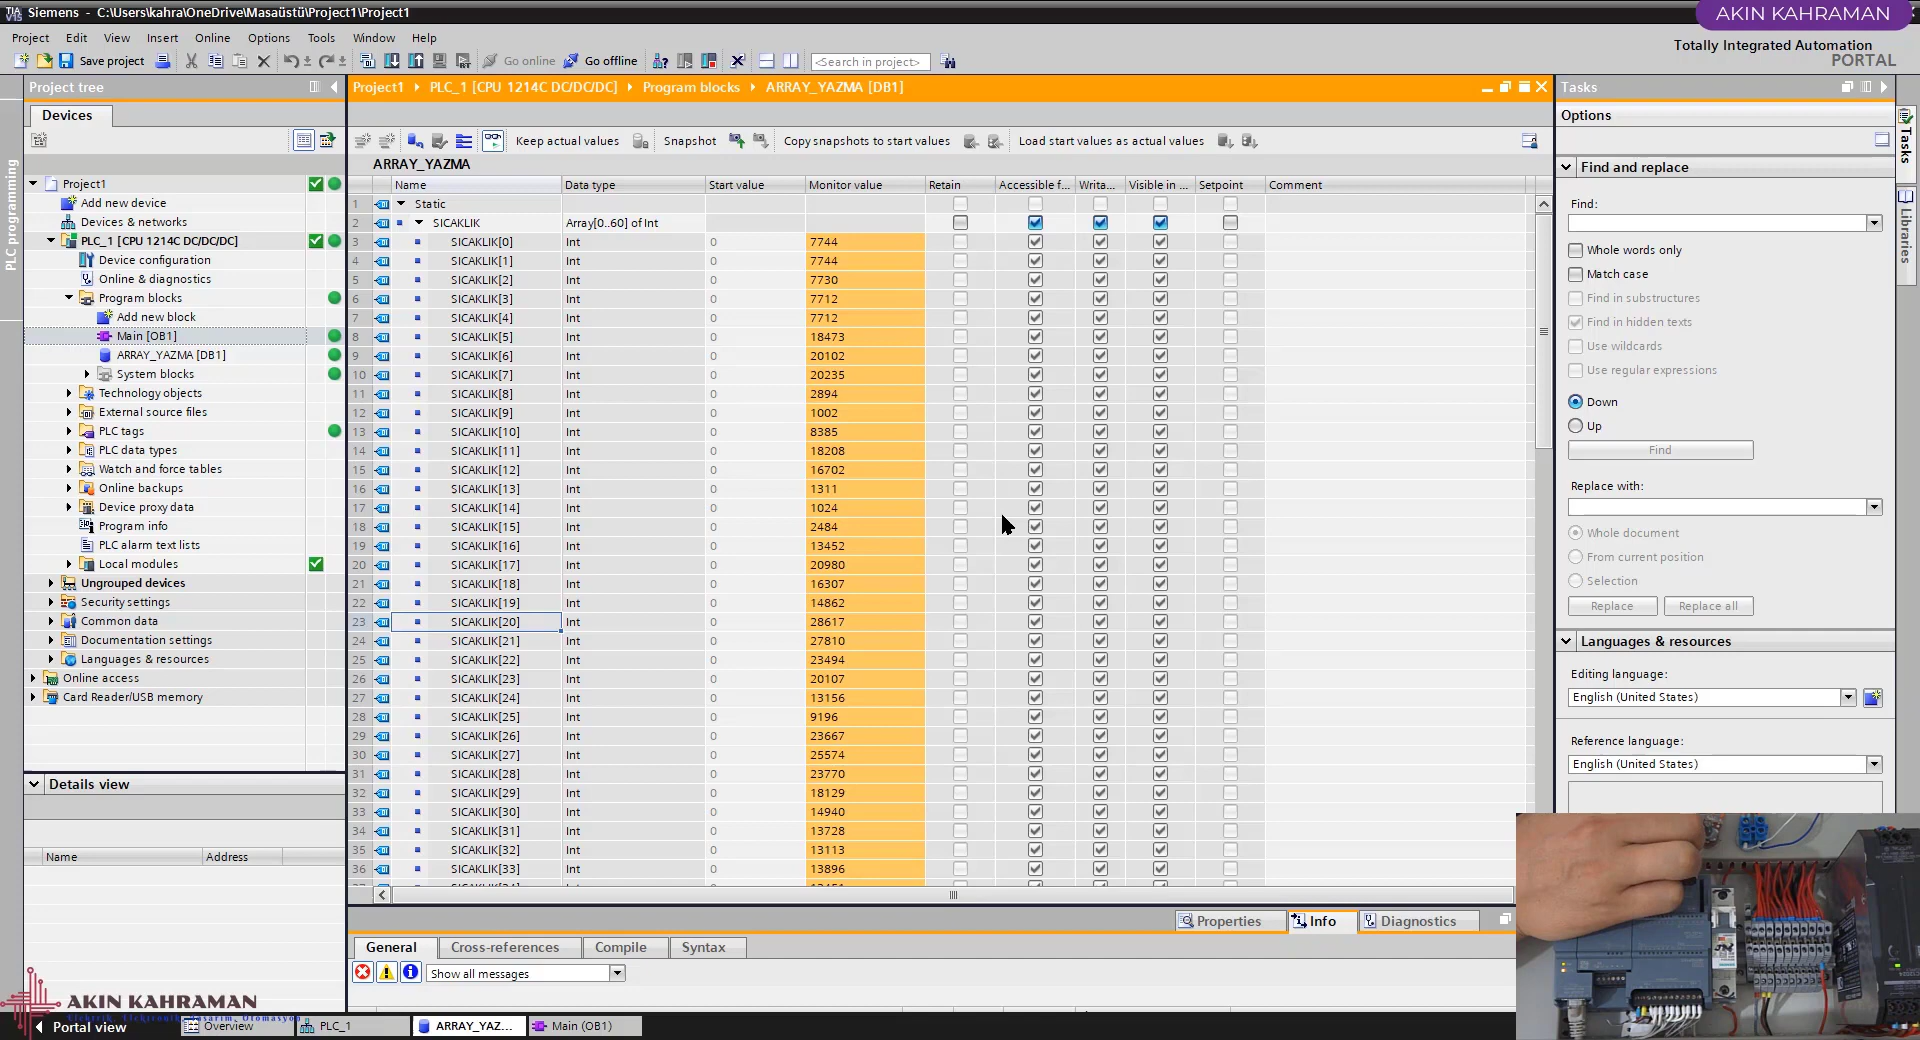 Siemens - C:\Users\kahra\OneDrive\Masaüstü\Project1\Project1
AKIN KAHRAMAN
Project Edit View Insert Online Options Tools Window Help
Totally Integrated Automation
PORTAL
Save project
Go online
Go offline
<Search in project>
Project tree
Project1 PLC_1 [CPU 1214C DC/DC/DC] Program blocks ARRAY_YAZMA [DB1]
Tasks
Devices
Options
Keep actual values Snapshot Copy snapshots to start values Load start values as actual values
ARRAY_YAZMA
PLC programming
Tasks
Libraries
Project1
Add new device
Devices & networks
PLC_1 [CPU 1214C DC/DC/DC]
Device configuration
Online & diagnostics
Program blocks
Add new block
Main [OB1]
ARRAY_YAZMA [DB1]
System blocks
Technology objects
External source files
PLC tags
PLC data types
Watch and force tables
Online backups
Device proxy data
Program info
PLC alarm text lists
Local modules
Ungrouped devices
Security settings
Common data
Documentation settings
Languages & resources
Online access
Card Reader/USB memory
Details view
Name Address
Name Data type Start value Monitor value Retain Accessible f... Writa... Visible in ... Setpoint Comment
1 Static
2 SICAKLIK Array[0..60] of Int
3 SICAKLIK[0] Int 0 7744
4 SICAKLIK[1] Int 0 7744
5 SICAKLIK[2] Int 0 7730
6 SICAKLIK[3] Int 0 7712
7 SICAKLIK[4] Int 0 7712
8 SICAKLIK[5] Int 0 18473
9 SICAKLIK[6] Int 0 20102
10 SICAKLIK[7] Int 0 20235
11 SICAKLIK[8] Int 0 2894
12 SICAKLIK[9] Int 0 1002
13 SICAKLIK[10] Int 0 8385
14 SICAKLIK[11] Int 0 18208
15 SICAKLIK[12] Int 0 16702
16 SICAKLIK[13] Int 0 1311
17 SICAKLIK[14] Int 0 1024
18 SICAKLIK[15] Int 0 2484
19 SICAKLIK[16] Int 0 13452
20 SICAKLIK[17] Int 0 20980
21 SICAKLIK[18] Int 0 16307
22 SICAKLIK[19] Int 0 14862
23 SICAKLIK[20] Int 0 28617
24 SICAKLIK[21] Int 0 27810
25 SICAKLIK[22] Int 0 23494
26 SICAKLIK[23] Int 0 20107
27 SICAKLIK[24] Int 0 13156
28 SICAKLIK[25] Int 0 9196
29 SICAKLIK[26] Int 0 23667
30 SICAKLIK[27] Int 0 25574
31 SICAKLIK[28] Int 0 23770
32 SICAKLIK[29] Int 0 18129
33 SICAKLIK[30] Int 0 14940
34 SICAKLIK[31] Int 0 13728
35 SICAKLIK[32] Int 0 13113
36 SICAKLIK[33] Int 0 13896
Find and replace
Find:
Whole words only
Match case
Find in substructures
Find in hidden texts
Use wildcards
Use regular expressions
Down
Up
Find
Replace with:
Whole document
From current position
Selection
Replace Replace all
Languages & resources
Editing language:
English (United States)
Reference language:
English (United States)
Properties Info Diagnostics
General Cross-references Compile Syntax
Show all messages
AKIN KAHRAMAN
Elektrik, Elektronik, Tasarım, Otomasyon
Portal view Overview PLC_1 ARRAY_YAZ... Main (OB1)